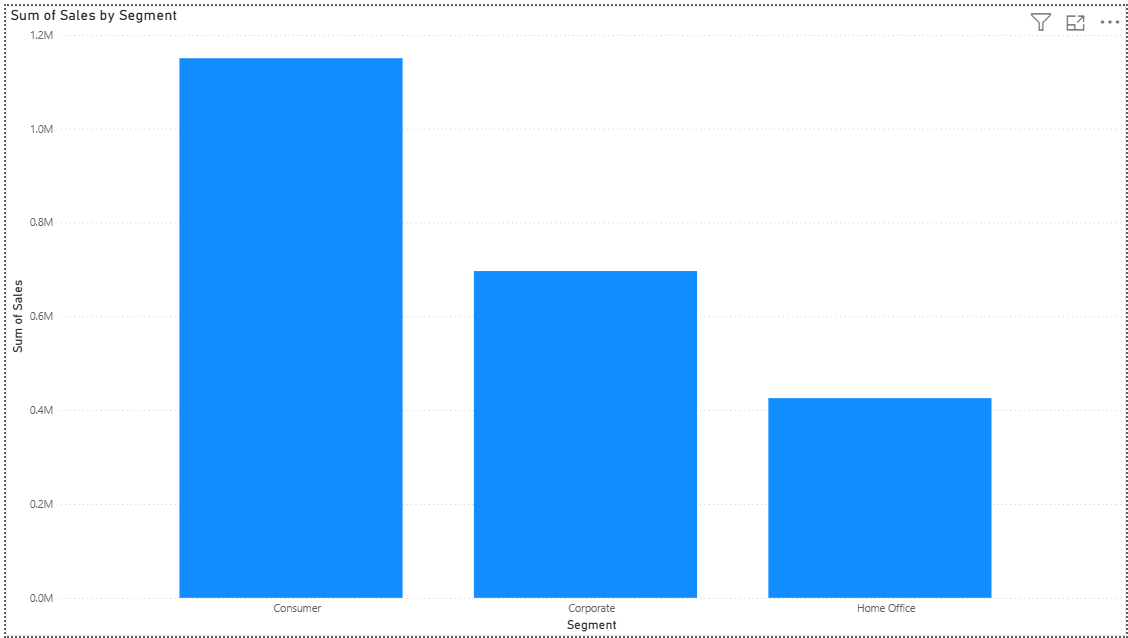 Sum of Sales by Segment
1.2M
1.0M
0.8M
0.6M
0.4M
0.2M
0.0M
Sum of Sales
Consumer
Corporate
Home Office
Segment